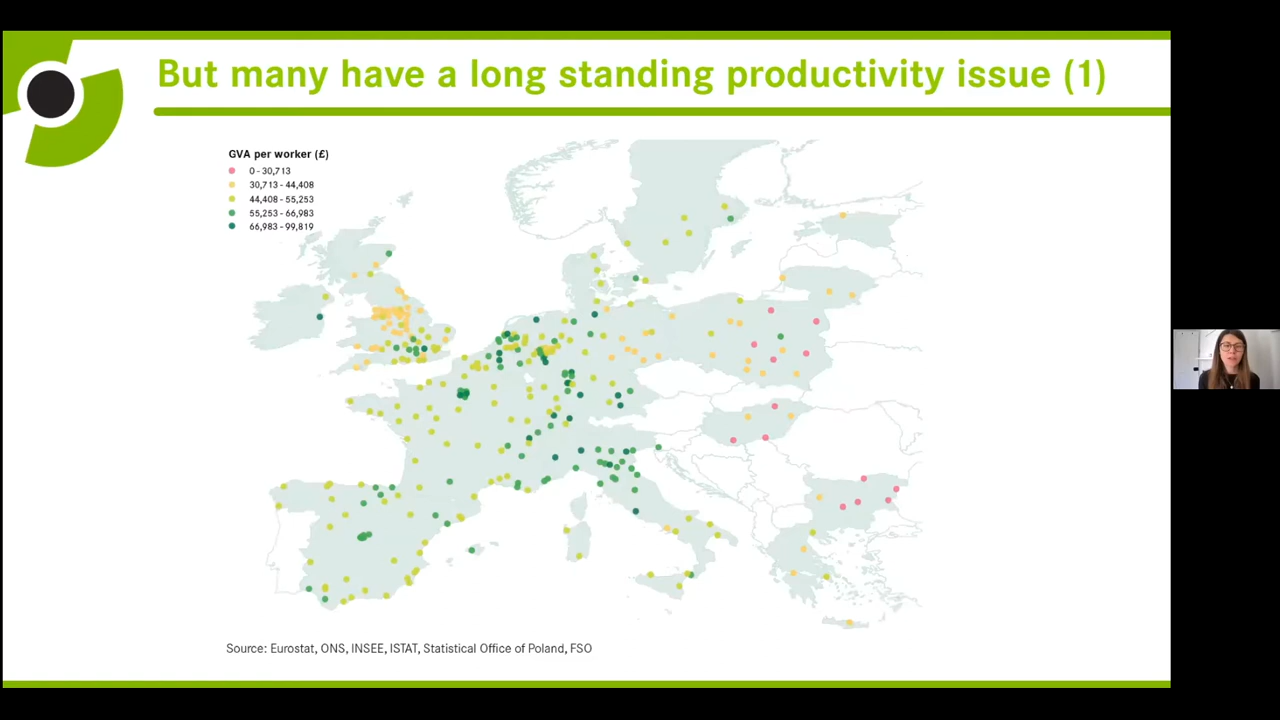 But many have a long standing productivity issue (1)
GVA per worker (£)
0 - 30,713
30,713 - 44,408
44,408 - 55,253
55,253 - 66,983
66,983 - 99,819
Source: Eurostat, ONS, INSEE, ISTAT, Statistical Office of Poland, FSO